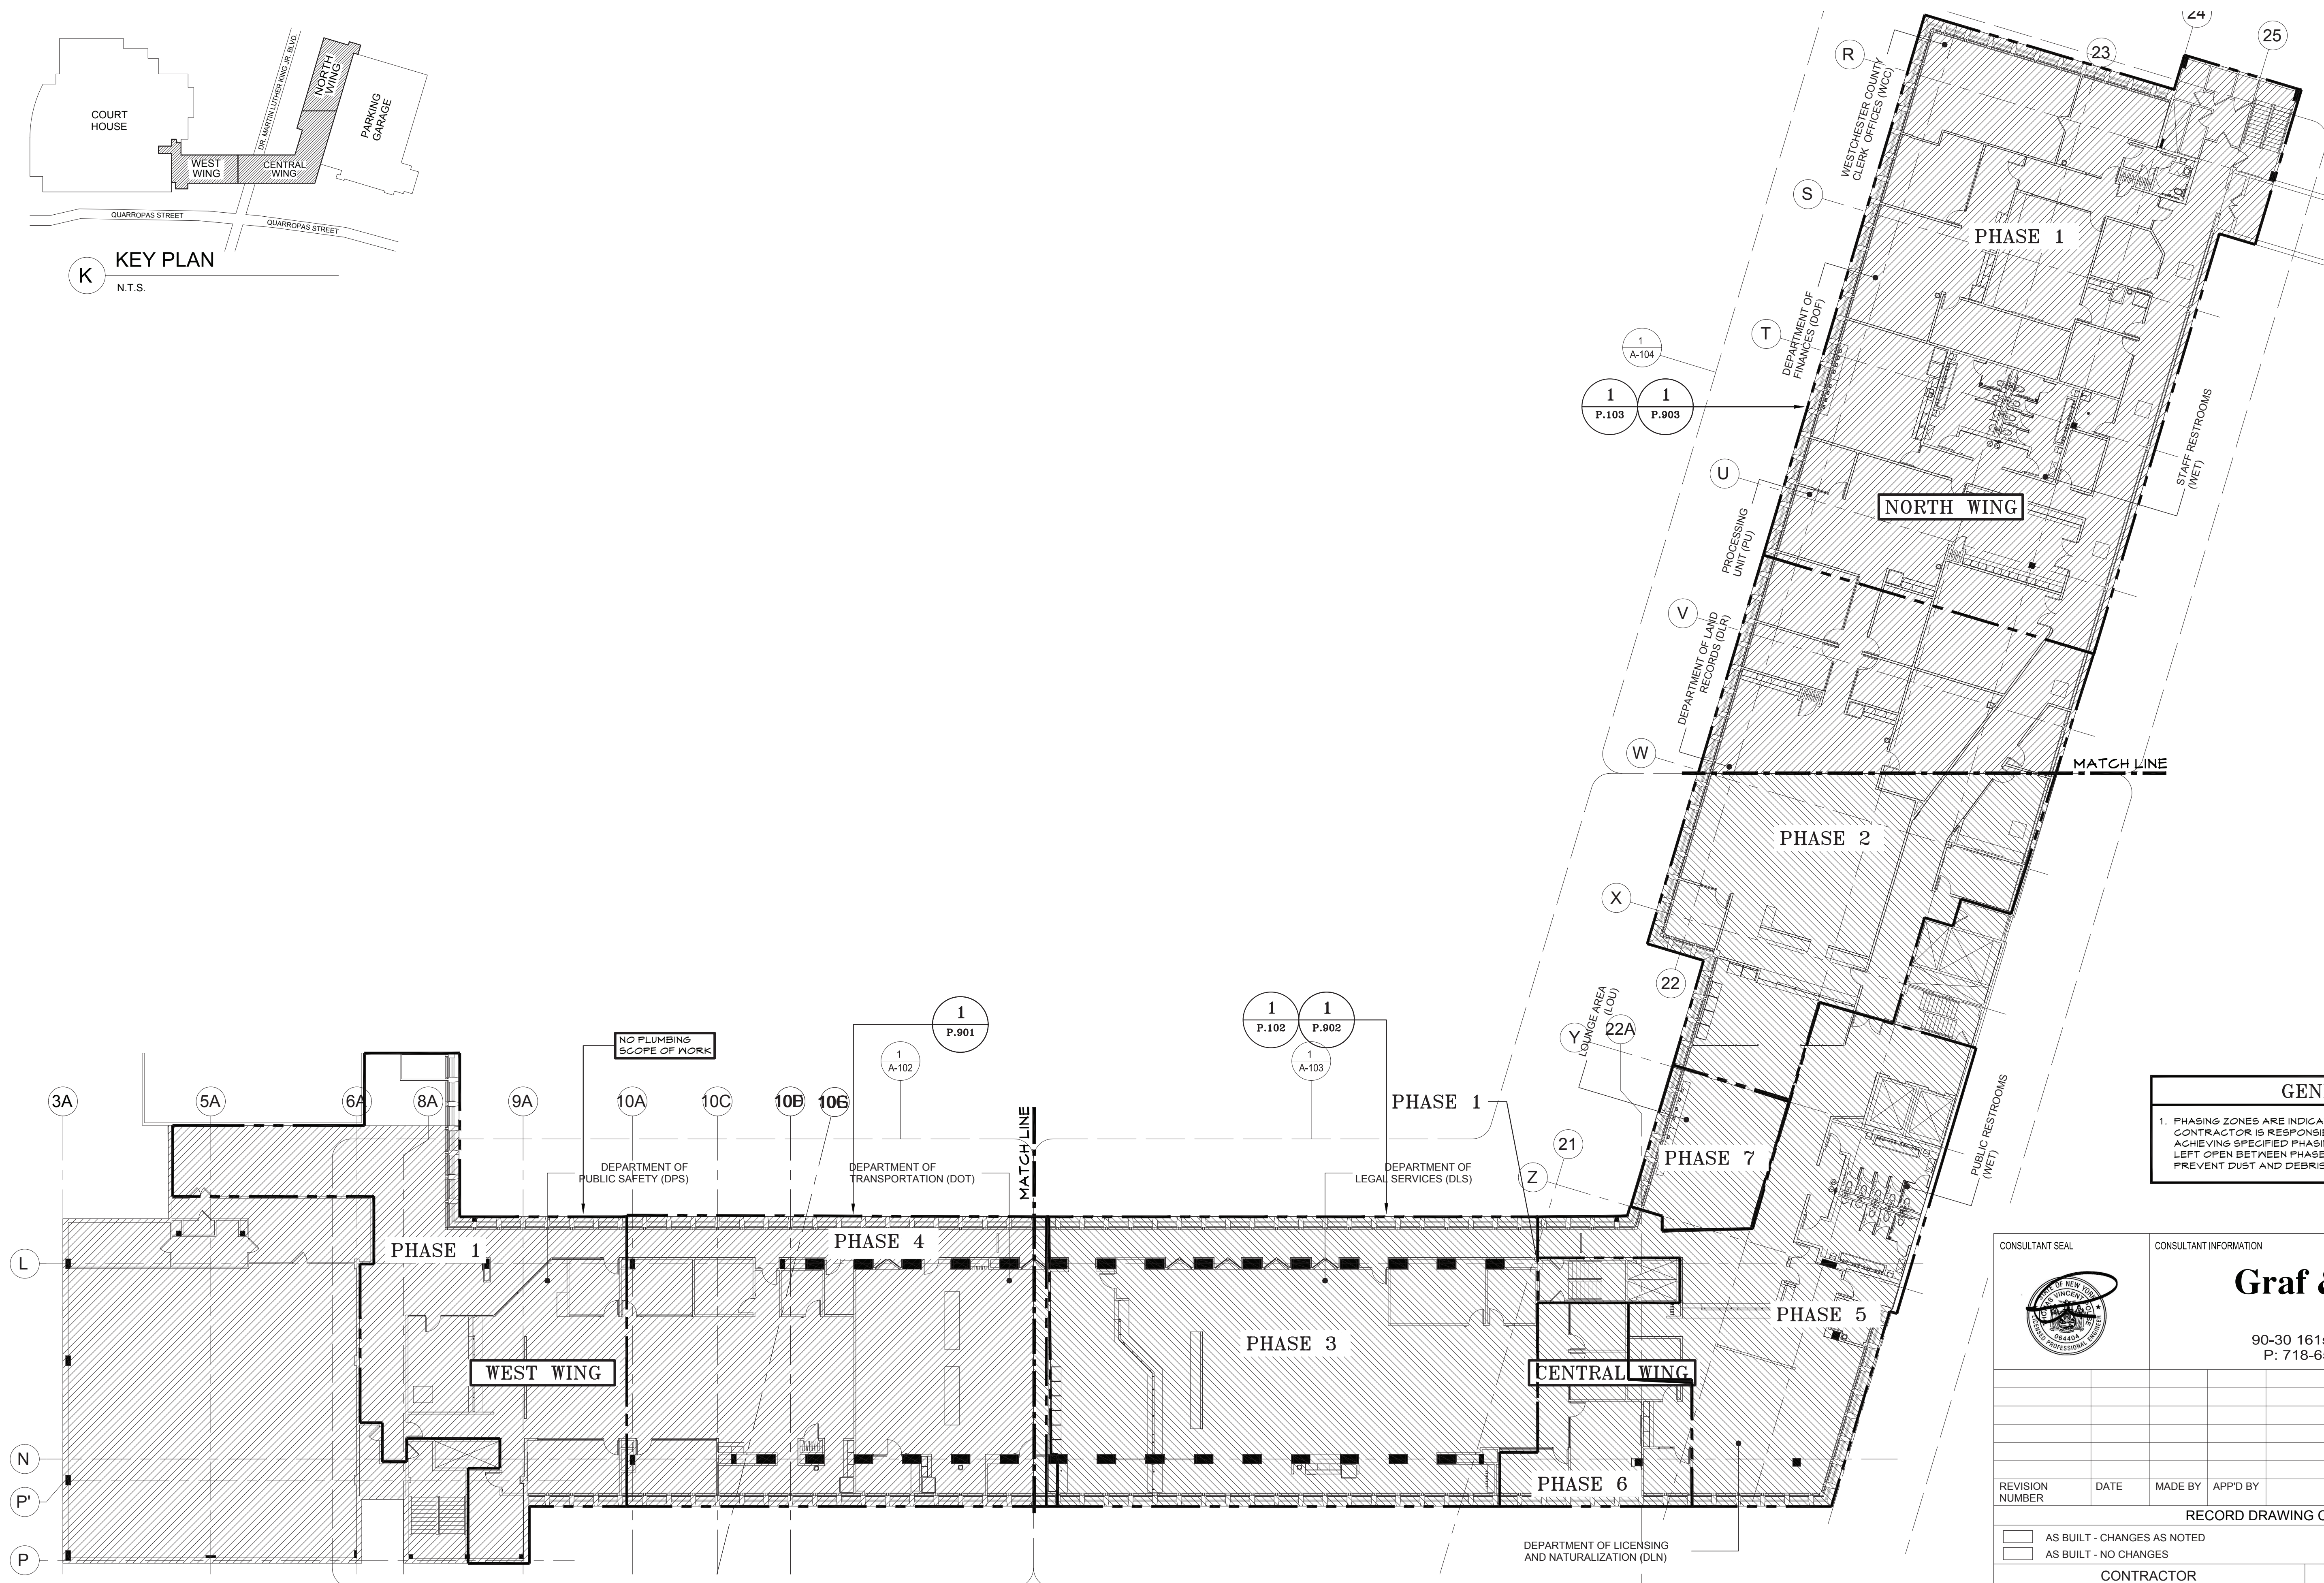 COURT
HOUSE
WEST
WING
CENTRAL
WING
NORTH
WING
PARKING
GARAGE
DR. MARTIN LUTHER KING JR. BLVD.
QUARROPAS STREET
QUARROPAS STREET
K
KEY PLAN
N.T.S.
24
25
23
R
WESTCHESTER COUNTY
CLERK OFFICES (WCC)
S
PHASE 1
DEPARTMENT OF
FINANCES (DOF)
T
1
A-104
1
P.103
1
P.903
STAFF RESTROOMS
(WET)
U
NORTH WING
PROCESSING
UNIT (PU)
V
DEPARTMENT OF LAND
RECORDS (DLR)
W
MATCH LINE
PHASE 2
X
22
LOUNGE AREA
(LOU)
Y
22A
PHASE 7
PUBLIC RESTROOMS
(WET)
21
Z
NO PLUMBING
SCOPE OF WORK
1
P.901
1
A-102
1
P.102
1
P.902
1
A-103
PHASE 1
3A
5A
6A
8A
9A
10A
10C
MATCH LINE
DEPARTMENT OF
PUBLIC SAFETY (DPS)
DEPARTMENT OF
TRANSPORTATION (DOT)
DEPARTMENT OF
LEGAL SERVICES (DLS)
L
PHASE 1
PHASE 4
PHASE 3
PHASE 5
WEST WING
CENTRAL WING
N
P'
P
PHASE 6
DEPARTMENT OF LICENSING
AND NATURALIZATION (DLN)
GEN
1. PHASING ZONES ARE INDICA
CONTRACTOR IS RESPONSI
ACHIEVING SPECIFIED PHASI
LEFT OPEN BETWEEN PHASE
PREVENT DUST AND DEBRIS
CONSULTANT SEAL
CONSULTANT INFORMATION
Graf &
90-30 161s
P: 718-6
REVISION
NUMBER
DATE
MADE BY
APP'D BY
RECORD DRAWING C
AS BUILT - CHANGES AS NOTED
AS BUILT - NO CHANGES
CONTRACTOR